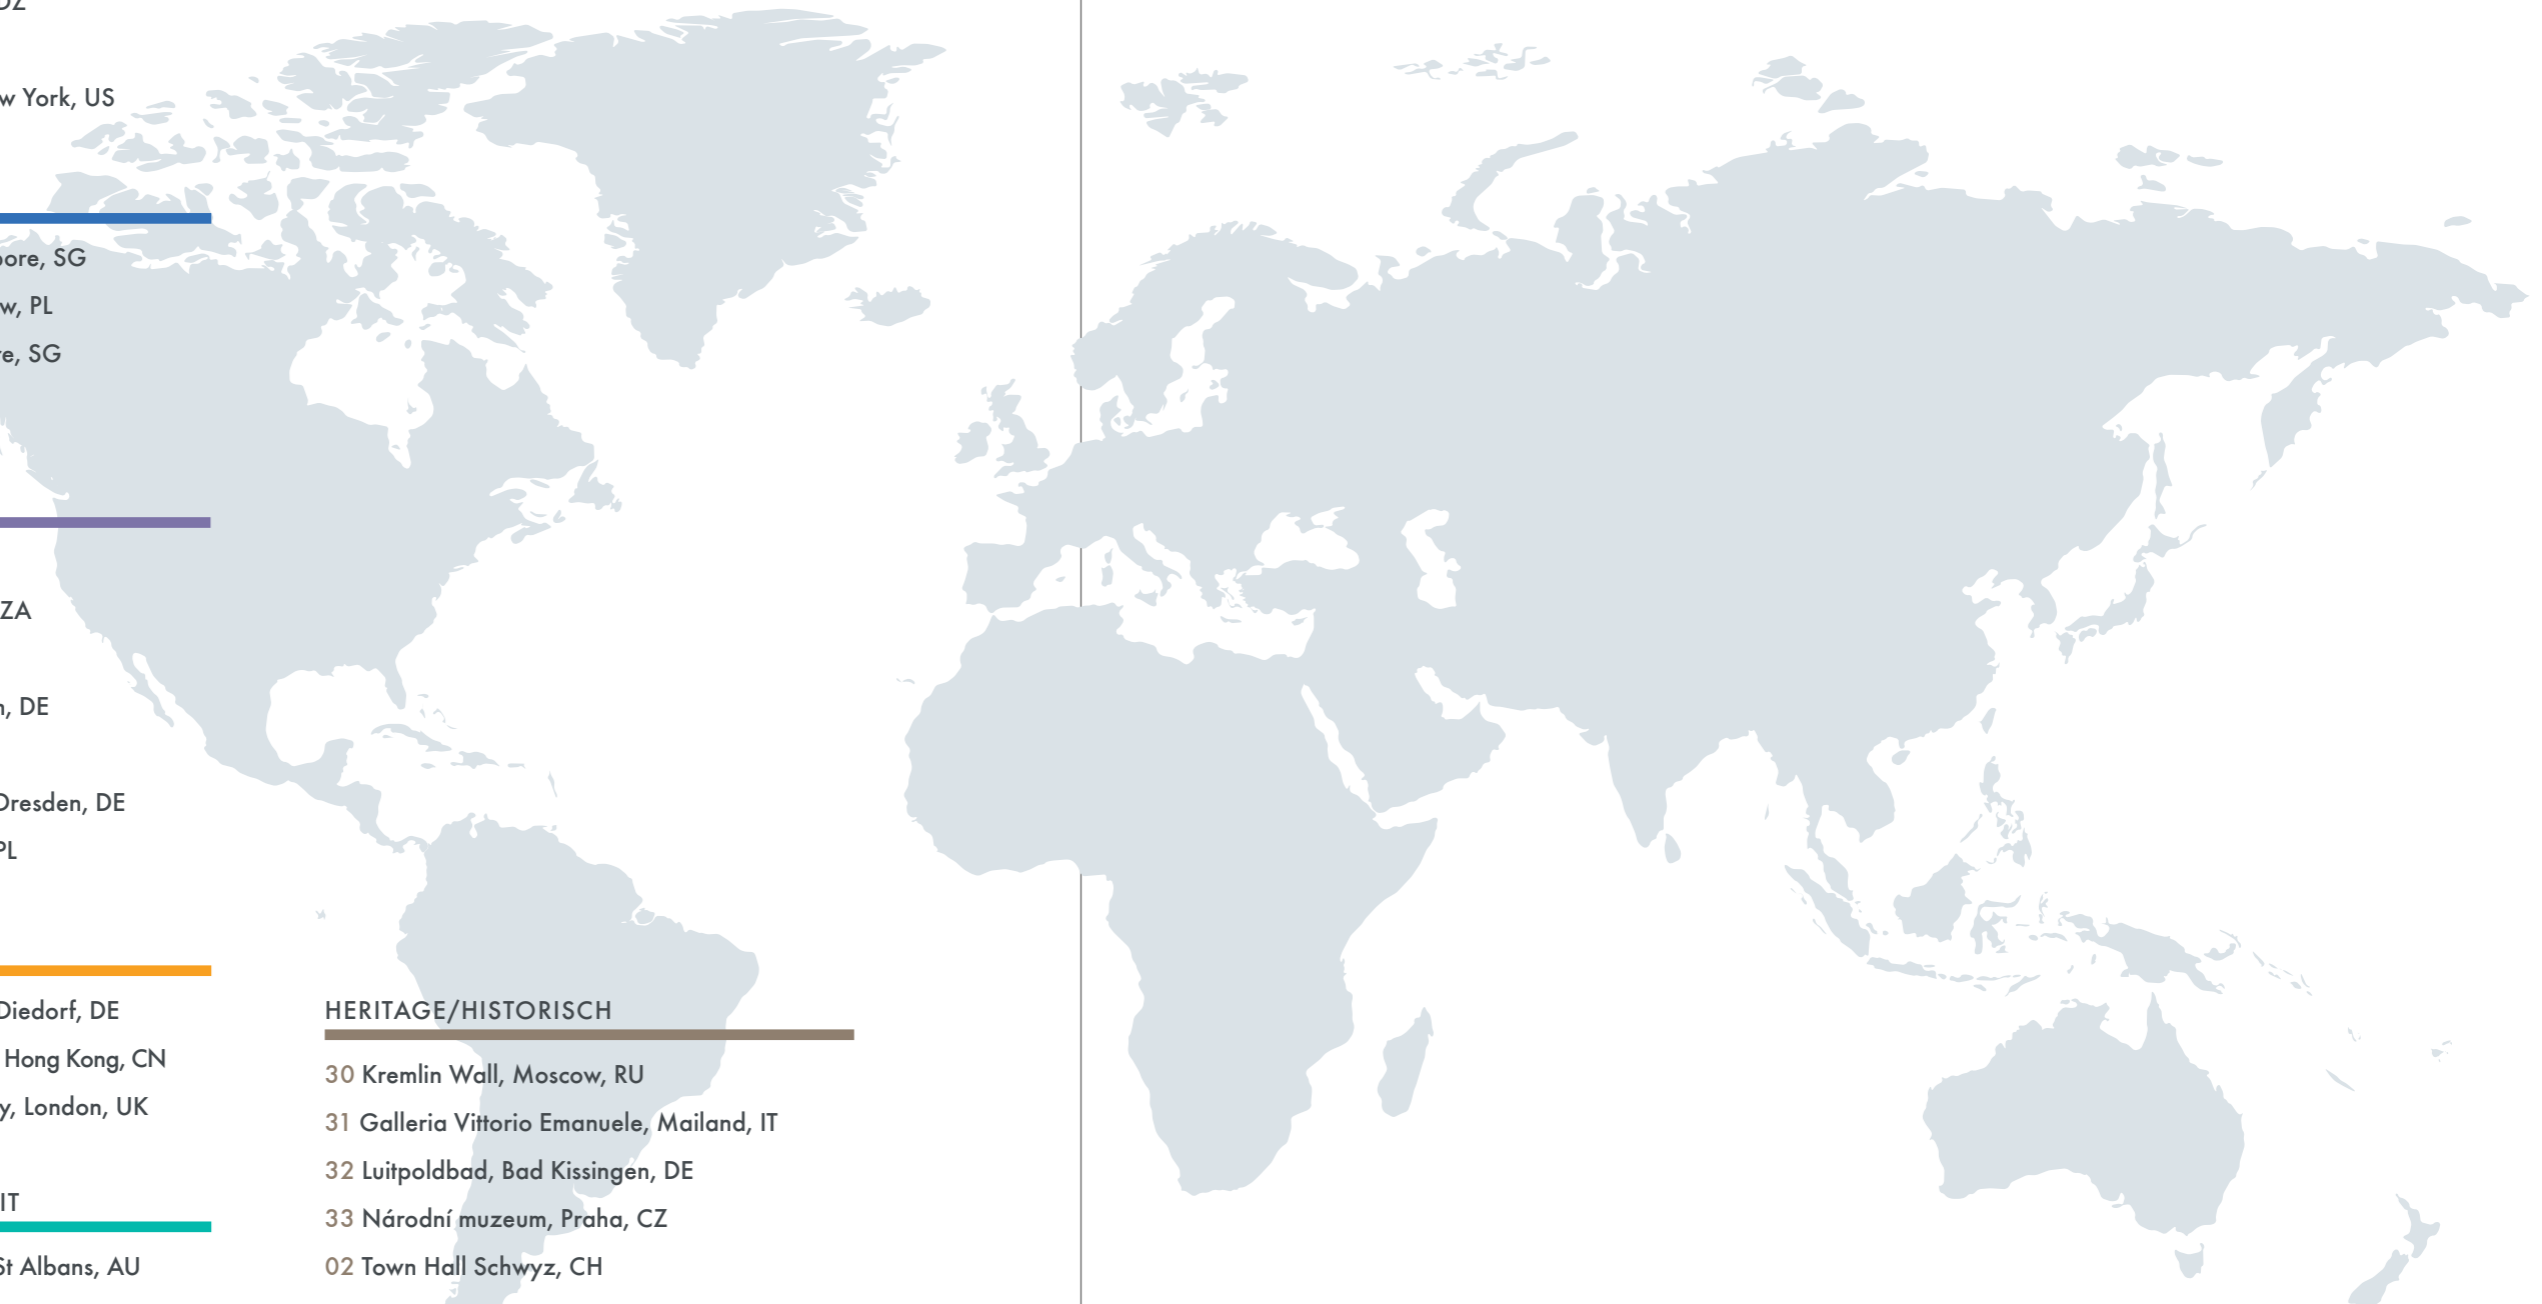 w York, US
ore, SG
w, PL
e, SG
ZA
n, DE
Dresden, DE
PL
Diedorf, DE
Hong Kong, CN
y, London, UK
IT
St Albans, AU
HERITAGE/HISTORISCH
30 Kremlin Wall, Moscow, RU
31 Galleria Vittorio Emanuele, Mailand, IT
32 Luitpoldbad, Bad Kissingen, DE
33 Národní muzeum, Praha, CZ
02 Town Hall Schwyz, CH